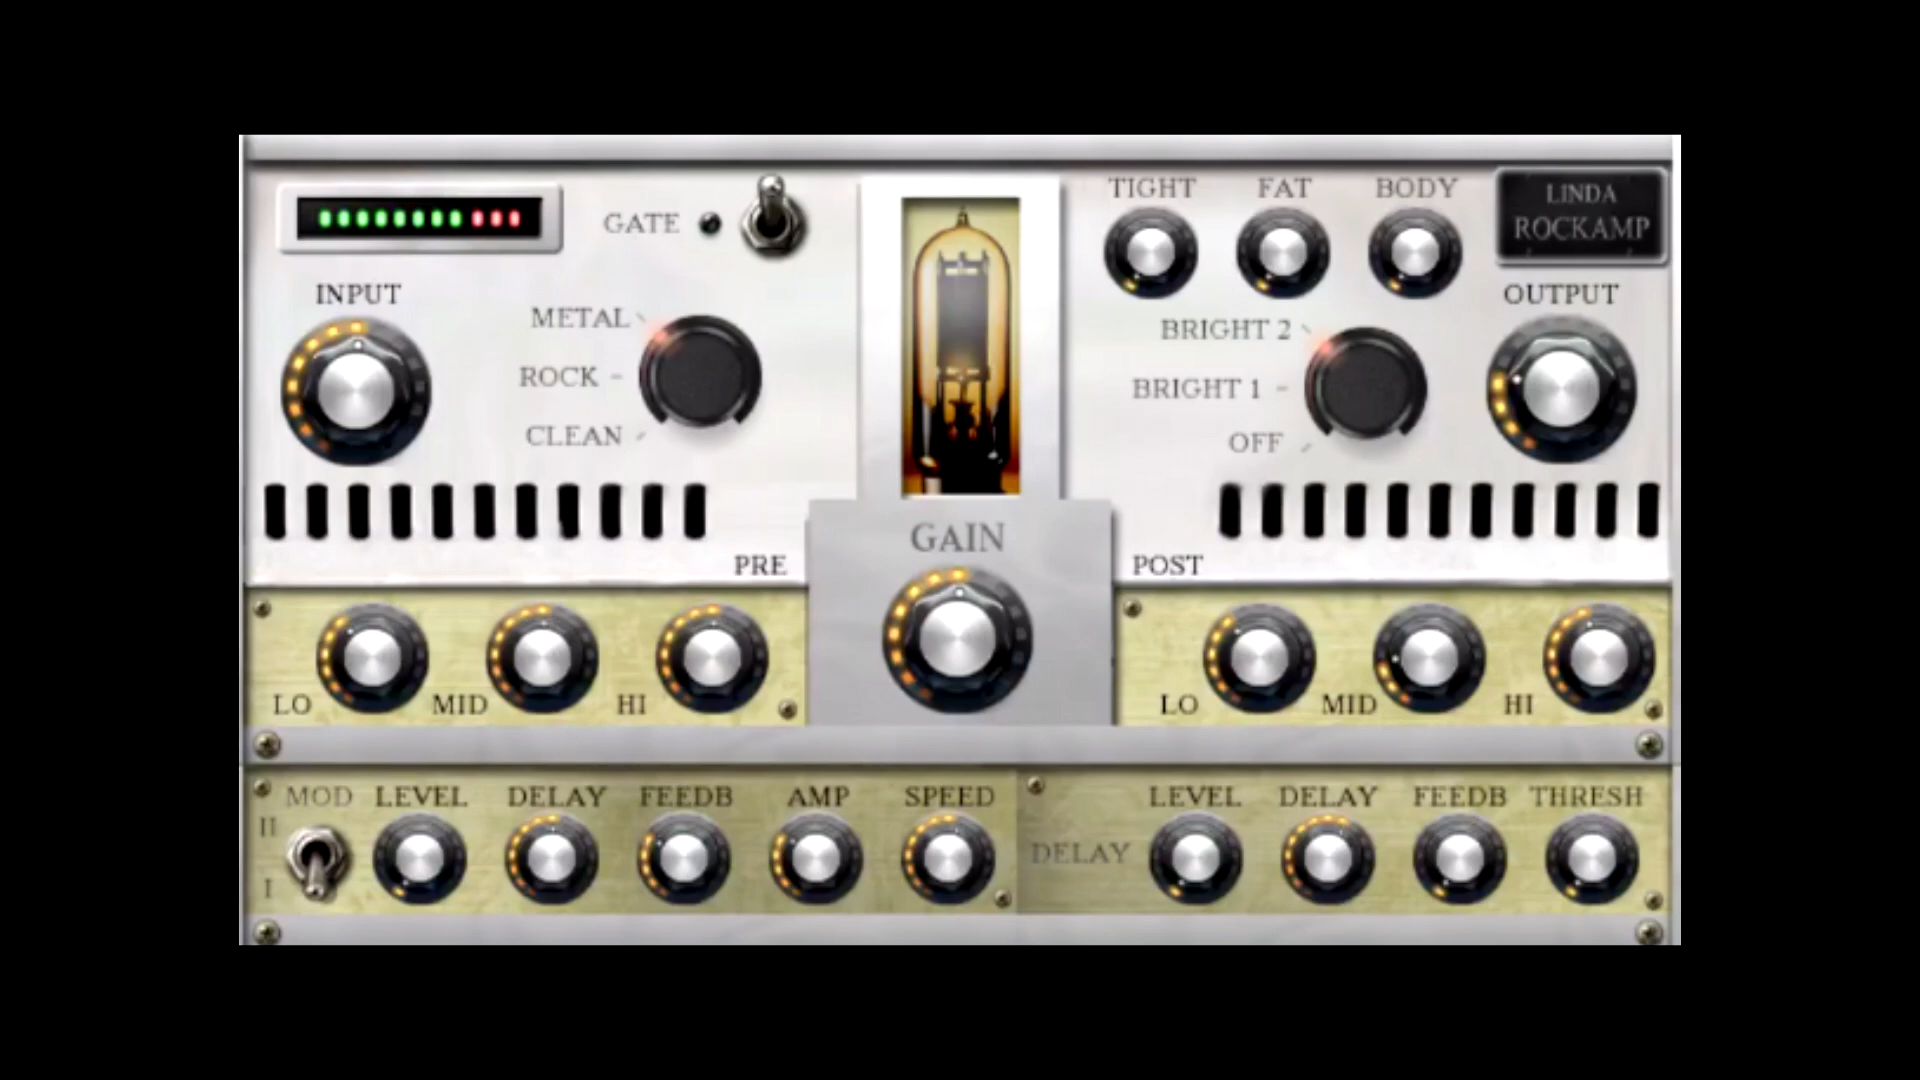 TIGHT FAT BODY
LINDA
ROCKAMP
GATE
INPUT
OUTPUT
METAL
ROCK
CLEAN
BRIGHT 2
BRIGHT 1
OFF
GAIN
PRE
POST
LO MID HI
LO MID HI
MOD LEVEL DELAY FEEDB AMP SPEED
II
I
LEVEL DELAY FEEDB THRESH
DELAY